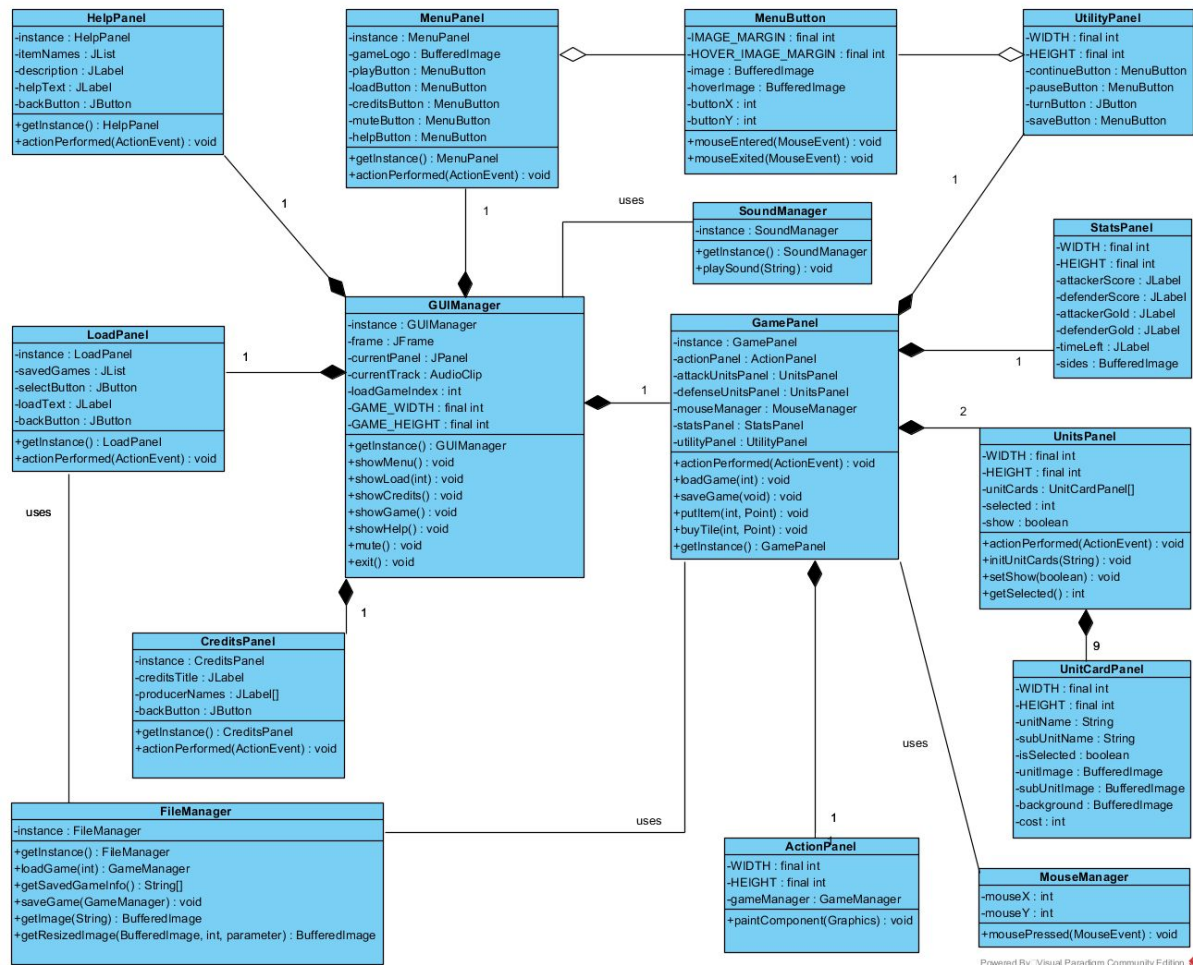 HelpPanel
-instance : HelpPanel
-itemNames : JList
-description : JLabel
-helpText : JLabel
-backButton : JButton
+getInstance() : HelpPanel
+actionPerformed(ActionEvent) : void
MenuPanel
-instance : MenuPanel
-gameLogo : BufferedImage
-playButton : MenuButton
-loadButton : MenuButton
-creditsButton : MenuButton
-muteButton : MenuButton
-helpButton : MenuButton
+getInstance() : MenuPanel
+actionPerformed(ActionEvent) : void
MenuButton
-IMAGE_MARGIN : final int
-HOVER_IMAGE_MARGIN : final int
-image : BufferedImage
-hoverImage : BufferedImage
-buttonX : int
-buttonY : int
+mouseEntered(MouseEvent) : void
+mouseExited(MouseEvent) : void
UtilityPanel
-WIDTH : final int
-HEIGHT : final int
-continueButton : MenuButton
-pauseButton : MenuButton
-turnButton : JButton
-saveButton : MenuButton
1
1
uses
1
SoundManager
-instance : SoundManager
+getInstance() : SoundManager
+playSound(String) : void
StatsPanel
-WIDTH : final int
-HEIGHT : final int
-attackerScore : JLabel
-defenderScore : JLabel
-attackerGold : JLabel
-defenderGold : JLabel
-timeLeft : JLabel
-sides : BufferedImage
GUIManager
-instance : GUIManager
-frame : JFrame
-currentPanel : JPanel
-currentTrack : AudioClip
-loadGameIndex : int
-GAME_WIDTH : final int
-GAME_HEIGHT : final int
+getInstance() : GUIManager
+showMenu() : void
+showLoad(int) : void
+showCredits() : void
+showGame() : void
+showHelp() : void
+mute() : void
+exit() : void
LoadPanel
-instance : LoadPanel
-savedGames : JList
-selectButton : JButton
-loadText : JLabel
-backButton : JButton
+getInstance() : LoadPanel
+actionPerformed(ActionEvent) : void
1
1
GamePanel
-instance : GamePanel
-actionPanel : ActionPanel
-attackUnitsPanel : UnitsPanel
-defenseUnitsPanel : UnitsPanel
-mouseManager : MouseManager
-statsPanel : StatsPanel
-utilityPanel : UtilityPanel
+actionPerformed(ActionEvent) : void
+loadGame(int) : void
+saveGame(void) : void
+putItem(int, Point) : void
+buyTile(int, Point) : void
+getInstance() : GamePanel
1
2
UnitsPanel
-WIDTH : final int
-HEIGHT : final int
-unitCards : UnitCardPanel[]
-selected : int
-show : boolean
+actionPerformed(ActionEvent) : void
+initUnitCards(String) : void
+setShow(boolean) : void
+getSelected() : int
uses
1
9
CreditsPanel
-instance : CreditsPanel
-creditsTitle : JLabel
-producerNames : JLabel[]
-backButton : JButton
+getInstance() : CreditsPanel
+actionPerformed(ActionEvent) : void
UnitCardPanel
-WIDTH : final int
-HEIGHT : final int
-unitName : String
-subUnitName : String
-isSelected : boolean
-unitImage : BufferedImage
-subUnitImage : BufferedImage
-background : BufferedImage
-cost : int
uses
FileManager
-instance : FileManager
+getInstance() : FileManager
+loadGame(int) : GameManager
+getSavedGameInfo() : String[]
+saveGame(GameManager) : void
+getImage(String) : BufferedImage
+getResizedImage(BufferedImage, int, parameter) : BufferedImage
uses
1
1
ActionPanel
-WIDTH : final int
-HEIGHT : final int
-gameManager : GameManager
+paintComponent(Graphics) : void
MouseManager
-mouseX : int
-mouseY : int
+mousePressed(MouseEvent) : void
Powered By Visual Paradigm Community Edition